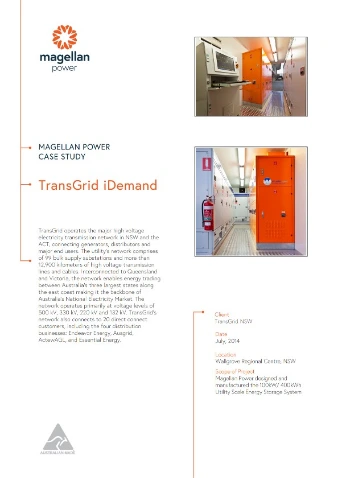 magellan
power
MAGELLAN POWER
CASE STUDY
TransGrid iDemand
TransGrid operates the major high voltage
electricity transmission network in NSW and the
ACT, connecting generators, distributors and
major end users. The utility's network comprises
of 99 bulk supply substations and more than
12,900 kilometers of high voltage transmission
lines and cables. Interconnected to Queensland
and Victoria, the network enables energy trading
between Australia's three largest states along
the east coast making it the backbone of
Australia's National Electricity Market. The
network operates primarily at voltage levels of
500 kV, 330 kV, 220 kV and 132 kV. TransGrid's
network also connects to 20 direct connect
customers, including the four distribution
businesses: Endeavor Energy, Ausgrid,
ActewAGL, and Essential Energy.
Client
TransGrid NSW
Date
July, 2014
Location
Wallgrove Regional Centre, NSW
Scope of Project
Magellan Power designed and
manufactured the 100kW/ 400kWh
Utility Scale Energy Storage System
AUSTRALIAN MADE